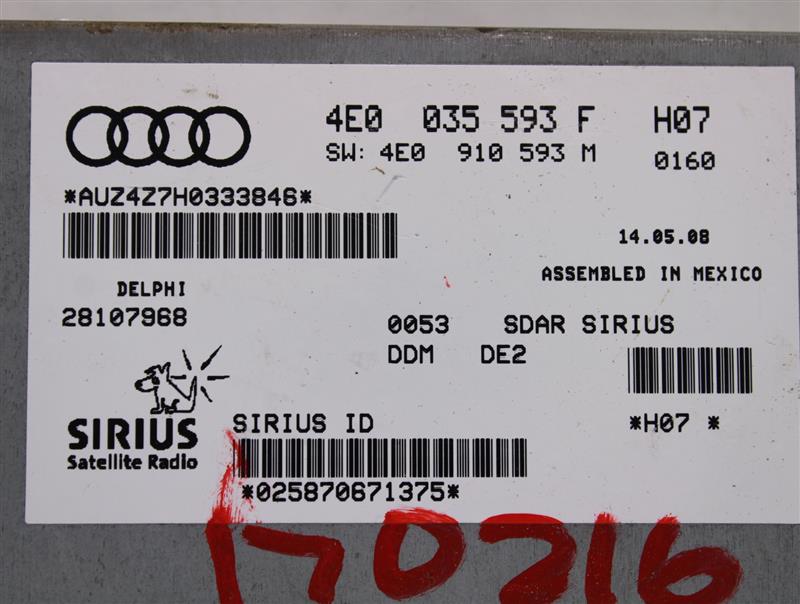 4E0 035 593 F H07
SW: 4E0 910 593 M 0160
*AUZ4Z7H0333846*
14.05.08
ASSEMBLED IN MEXICO
DELPHI
28107968
0053 SDAR SIRIUS
DDM DE2
SIRIUS
Satellite Radio
SIRIUS ID
*H07 *
*025870671375*
170216